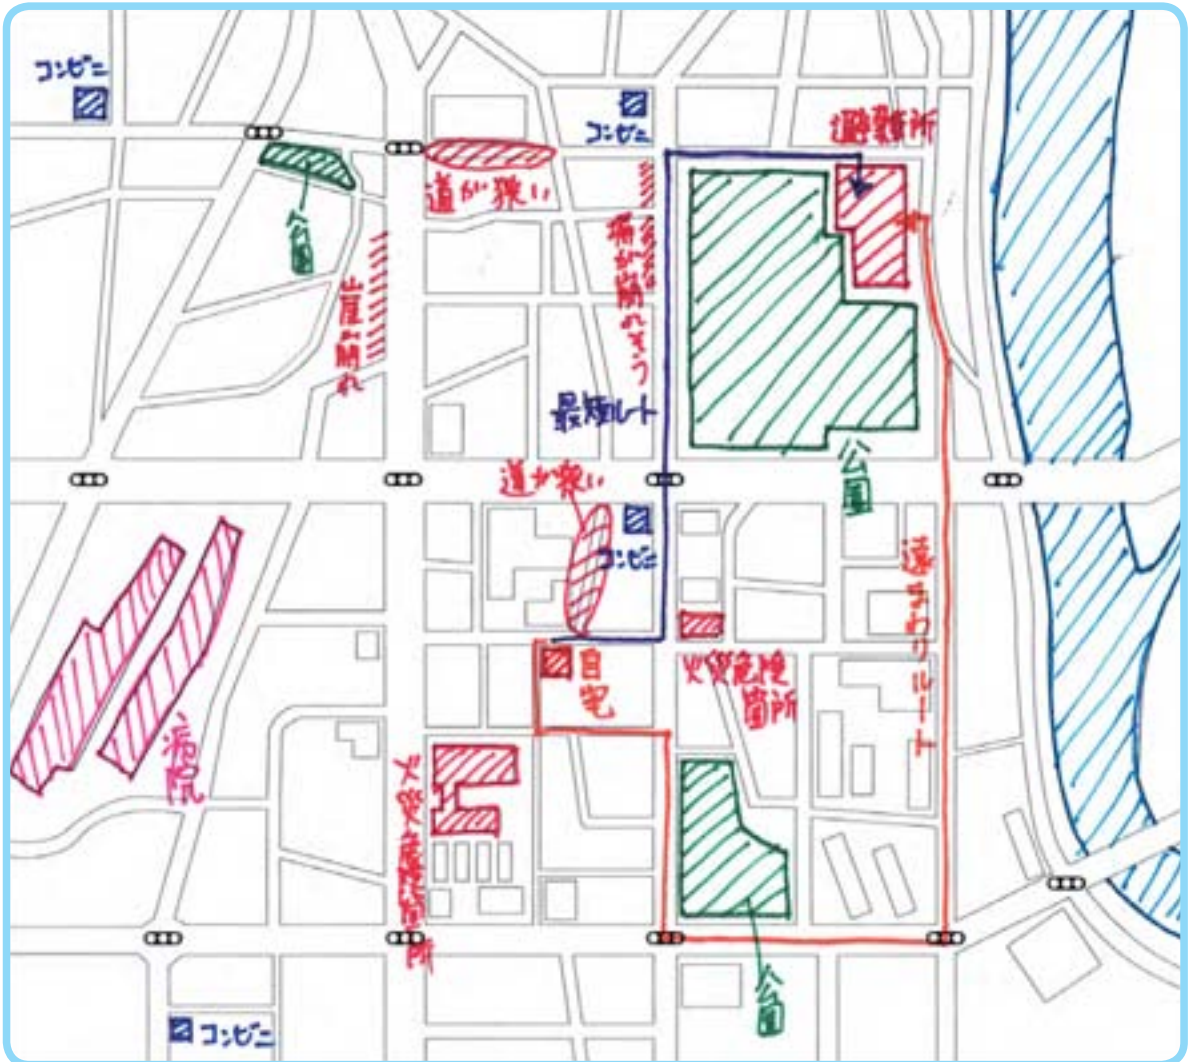 コンビニ
コンビニ
避難所
道が狭い
公園
塀が崩れそう
崖崩れ
最短ルート
道が狭い
公園
コンビニ
遠まわりルート
自宅
火災危険
箇所
病院
火災危険箇所
公園
コンビニ